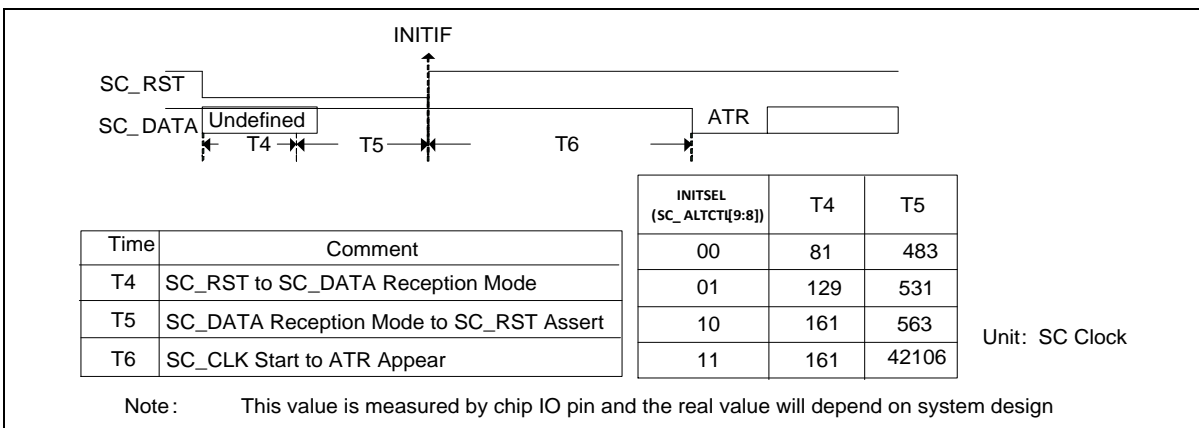 INITIF
SC_RST
SC_DATA Undefined ATR
T4 T5 T6
INITSEL (SC_ ALTCTL[9:8]) T4 T5
00 81 483
01 129 531
10 161 563
11 161 42106
Unit: SC Clock
Time Comment
T4 SC_RST to SC_DATA Reception Mode
T5 SC_DATA Reception Mode to SC_RST Assert
T6 SC_CLK Start to ATR Appear
Note: This value is measured by chip IO pin and the real value will depend on system design